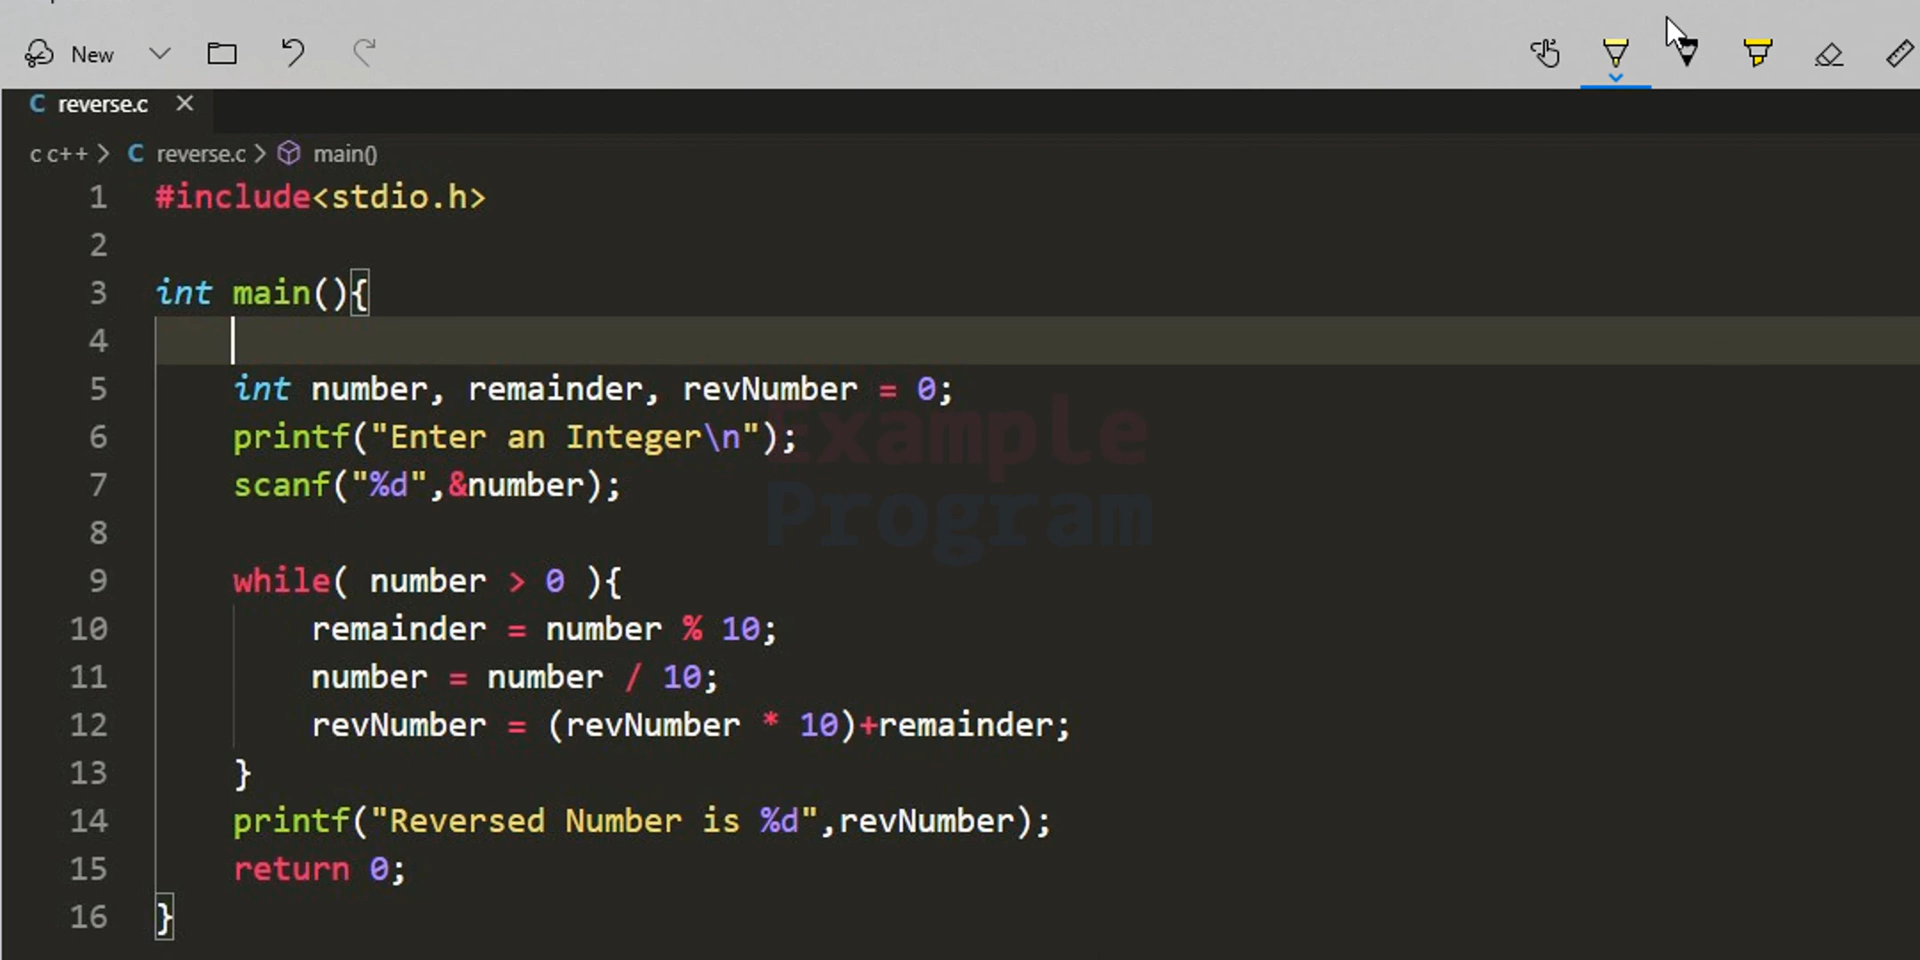 New
C reverse.c ×
c c++ > C reverse.c > main()
1 #include<stdio.h>
2
3 int main(){
4
5     int number, remainder, revNumber = 0;
6     printf("Enter an Integer\n");
7     scanf("%d",&number);
8
9     while( number > 0 ){
10         remainder = number % 10;
11         number = number / 10;
12         revNumber = (revNumber * 10)+remainder;
13     }
14     printf("Reversed Number is %d",revNumber);
15     return 0;
16 }
Example
Program